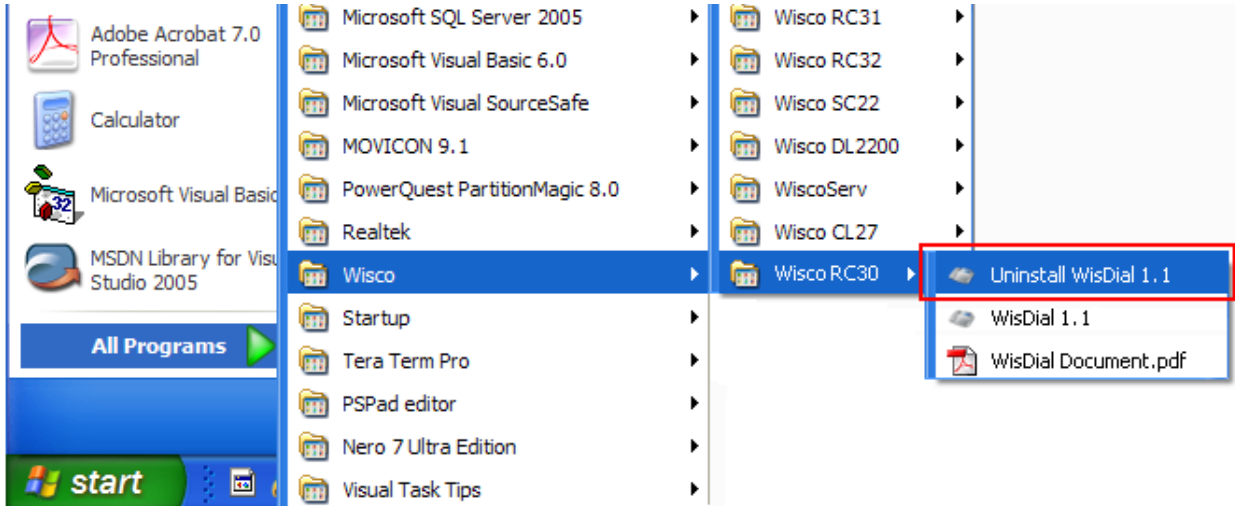 Adobe Acrobat 7.0
Professional
Calculator
Microsoft Visual Basic
32
MSDN Library for Visu
Studio 2005
All Programs
start
Microsoft SQL Server 2005
Microsoft Visual Basic 6.0
Microsoft Visual SourceSafe
MOVICON 9.1
PowerQuest PartitionMagic 8.0
Realtek
Wisco
Startup
Tera Term Pro
PSPad editor
Nero 7 Ultra Edition
Visual Task Tips
Wisco RC31
Wisco RC32
Wisco SC22
Wisco DL2200
WiscoServ
Wisco CL27
Wisco RC30
Uninstall WisDial 1.1
WisDial 1.1
WisDial Document.pdf